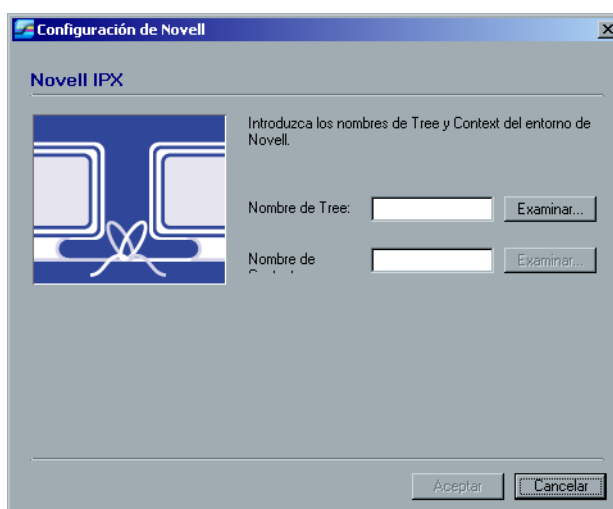 Configuración de Novell
Novell IPX
Introduzca los nombres de Tree y Context del entorno de
Novell.
Nombre de Tree:
Examinar...
Nombre de
Examinar...
Aceptar
Cancelar